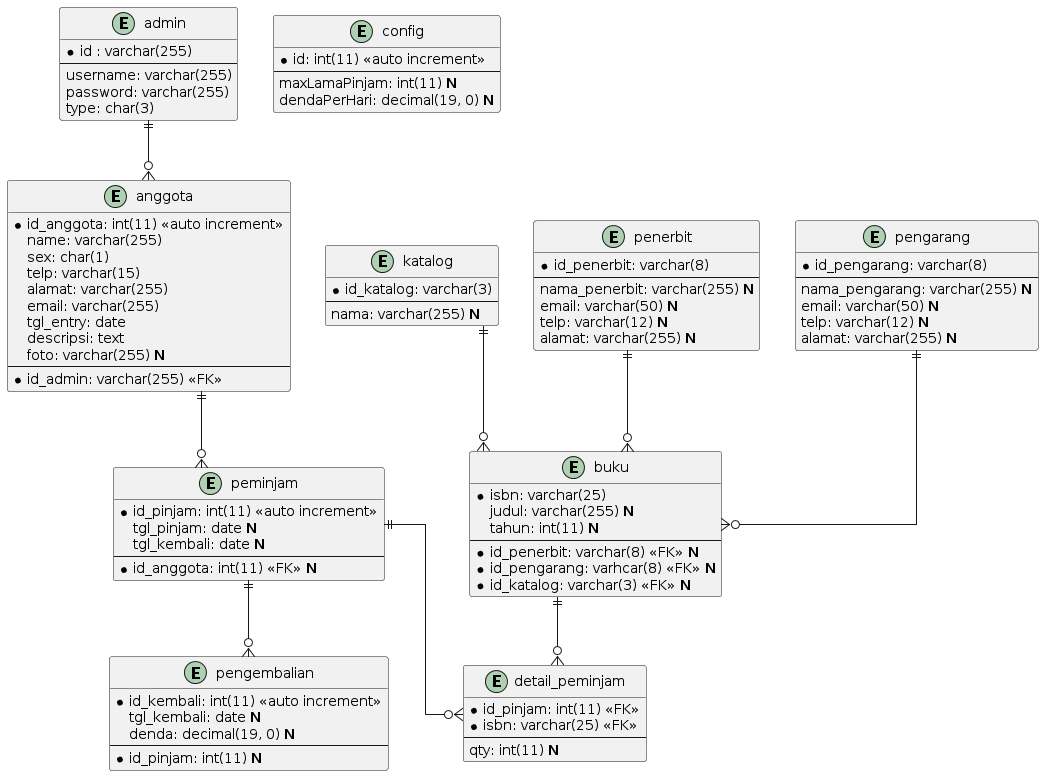 E admin
id : varchar(255)
username: varchar(255)
password: varchar(255)
type: char(3)
E config
id: int(11) «auto increment»
maxLamaPinjam: int(11) N
dendaPerHari: decimal(19, 0) N
E anggota
id_anggota: int(11) «auto increment»
name: varchar(255)
sex: char(1)
telp: varchar(15)
alamat: varchar(255)
email: varchar(255)
tgl_entry: date
descripsi: text
foto: varchar(255) N
id_admin: varchar(255) «FK»
E katalog
id_katalog: varchar(3)
nama: varchar(255) N
E penerbit
id_penerbit: varchar(8)
nama_penerbit: varchar(255) N
email: varchar(50) N
telp: varchar(12) N
alamat: varchar(255) N
E pengarang
id_pengarang: varchar(8)
nama_pengarang: varchar(255) N
email: varchar(50) N
telp: varchar(12) N
alamat: varchar(255) N
E peminjam
id_pinjam: int(11) «auto increment»
tgl_pinjam: date N
tgl_kembali: date N
id_anggota: int(11) «FK» N
E buku
isbn: varchar(25)
judul: varchar(255) N
tahun: int(11) N
id_penerbit: varchar(8) «FK» N
id_pengarang: varhcar(8) «FK» N
id_katalog: varchar(3) «FK» N
E pengembalian
id_kembali: int(11) «auto increment»
tgl_kembali: date N
denda: decimal(19, 0) N
id_pinjam: int(11) N
E detail_peminjam
id_pinjam: int(11) «FK»
isbn: varchar(25) «FK»
qty: int(11) N